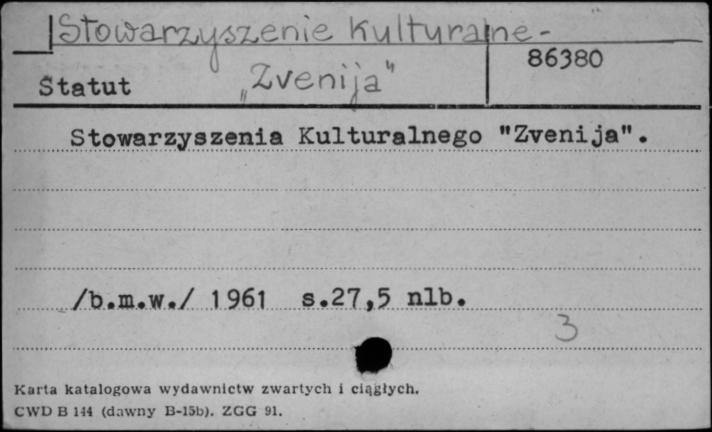 Stowarzyszenie Kulturalne -
86380
Statut „Zvenija"
Stowarzyszenia Kulturalnego "Zvenija".
/b.m.w./ 1961 s.27,5 nlb.
3
Karta katalogowa wydawnictw zwartych i ciągłych.
CWD B 144 (dawny B-15b). ZGG 91.